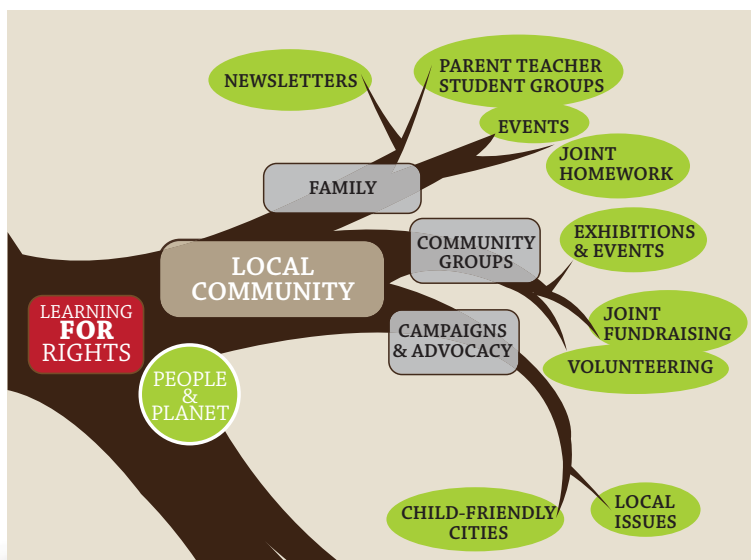 NEWSLETTERS
PARENT TEACHER
STUDENT GROUPS
EVENTS
JOINT
HOMEWORK
FAMILY
COMMUNITY
GROUPS
EXHIBITIONS
& EVENTS
LOCAL
COMMUNITY
JOINT
FUNDRAISING
VOLUNTEERING
CAMPAIGNS
& ADVOCACY
LEARNING
FOR
RIGHTS
PEOPLE
&
PLANET
CHILD-FRIENDLY
CITIES
LOCAL
ISSUES